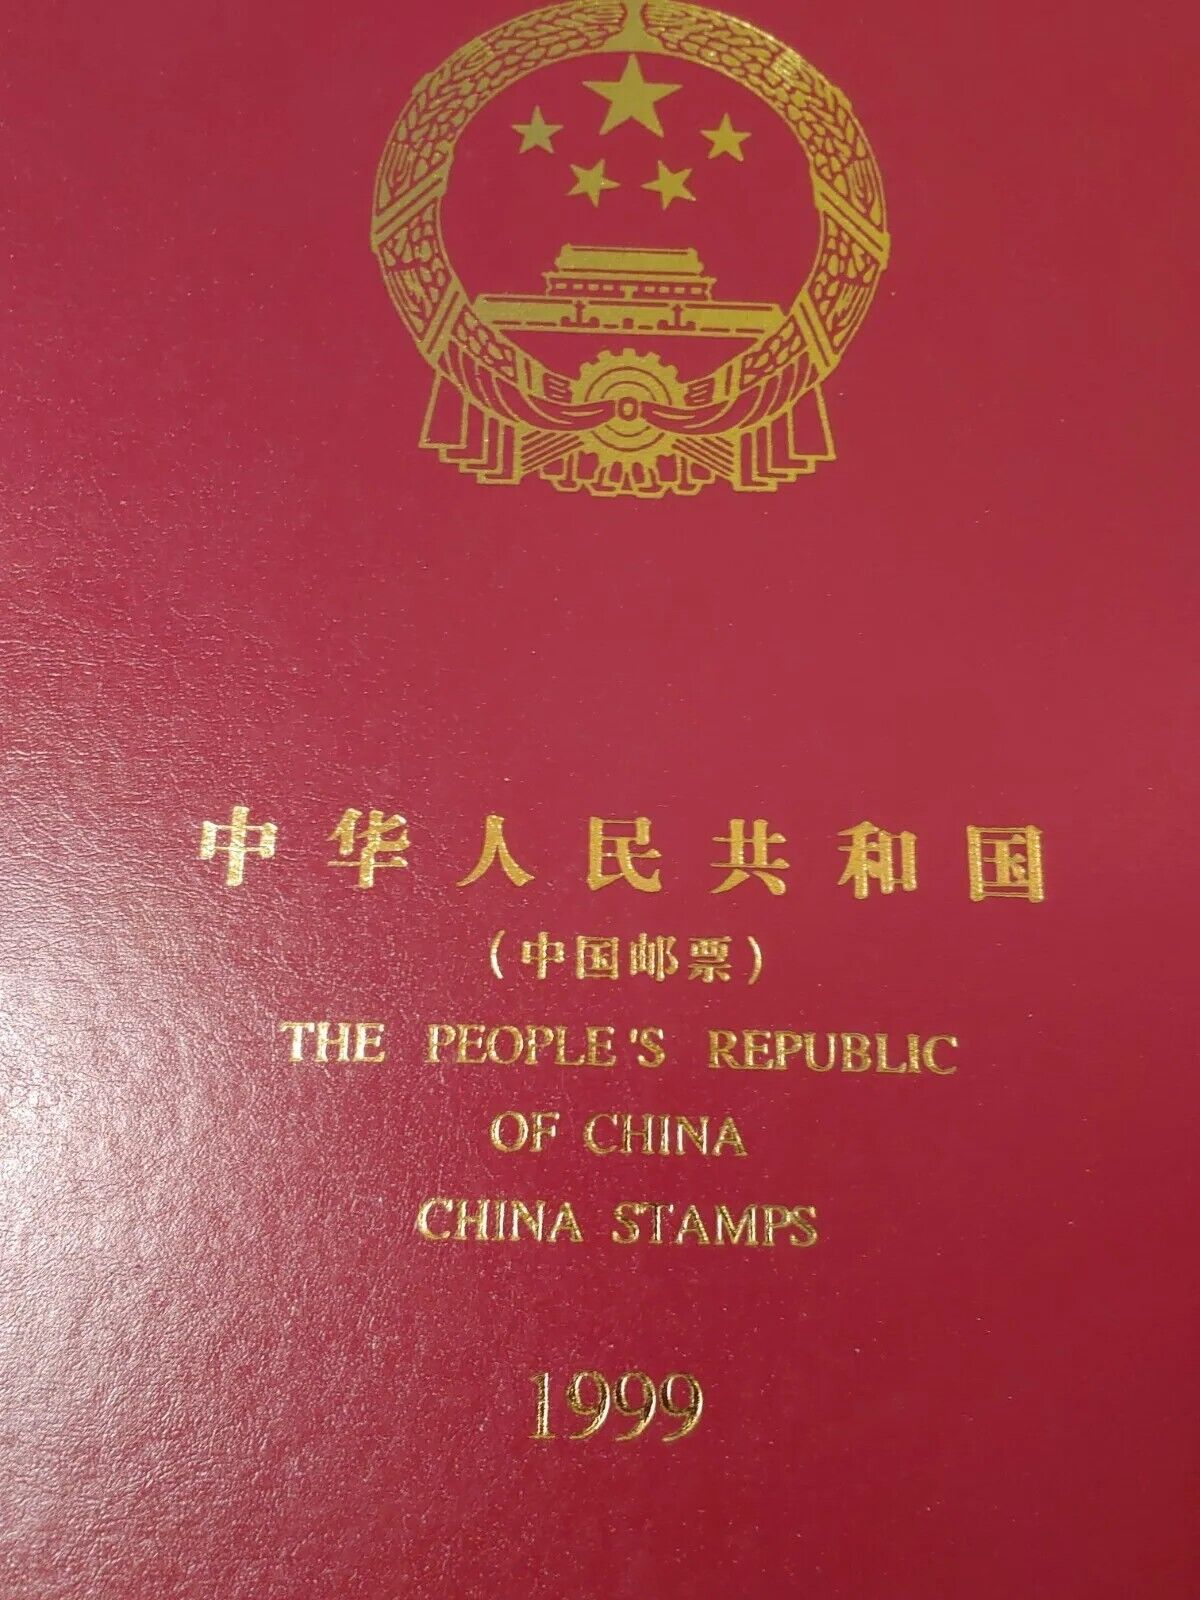 中华人民共和国
(中国邮票)
THE PEOPLE'S REPUBLIC
OF CHINA
CHINA STAMPS
1999